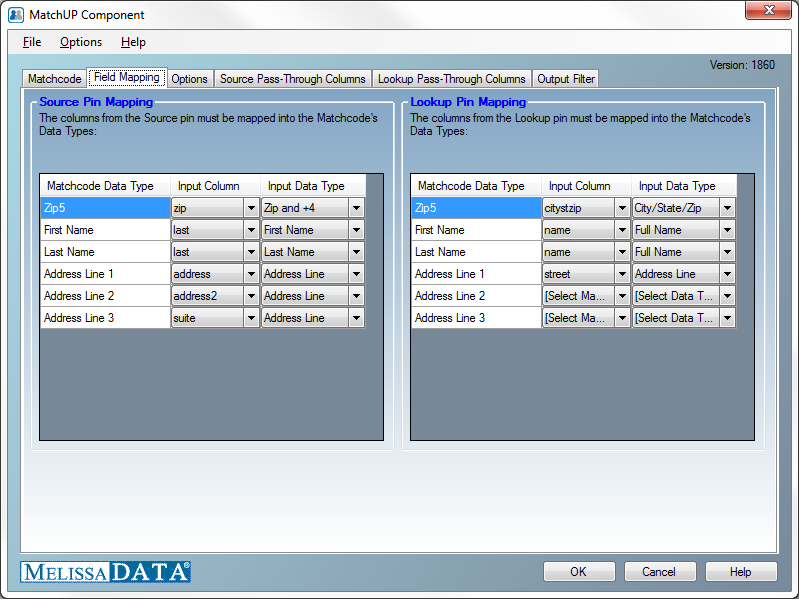 MatchUP Component
File Options Help
Version: 1860
Matchcode Field Mapping Options Source Pass-Through Columns Lookup Pass-Through Columns Output Filter
Source Pin Mapping
The columns from the Source pin must be mapped into the Matchcode's
Data Types:
Matchcode Data Type Input Column Input Data Type
Zip5 zip Zip and +4
First Name last First Name
Last Name last Last Name
Address Line 1 address Address Line
Address Line 2 address2 Address Line
Address Line 3 suite Address Line
Lookup Pin Mapping
The columns from the Lookup pin must be mapped into the Matchcode's
Data Types:
Matchcode Data Type Input Column Input Data Type
Zip5 citystzip City/State/Zip
First Name name Full Name
Last Name name Full Name
Address Line 1 street Address Line
Address Line 2 [Select Ma... [Select Data T...
Address Line 3 [Select Ma... [Select Data T...
MELISSA DATA®
OK Cancel Help